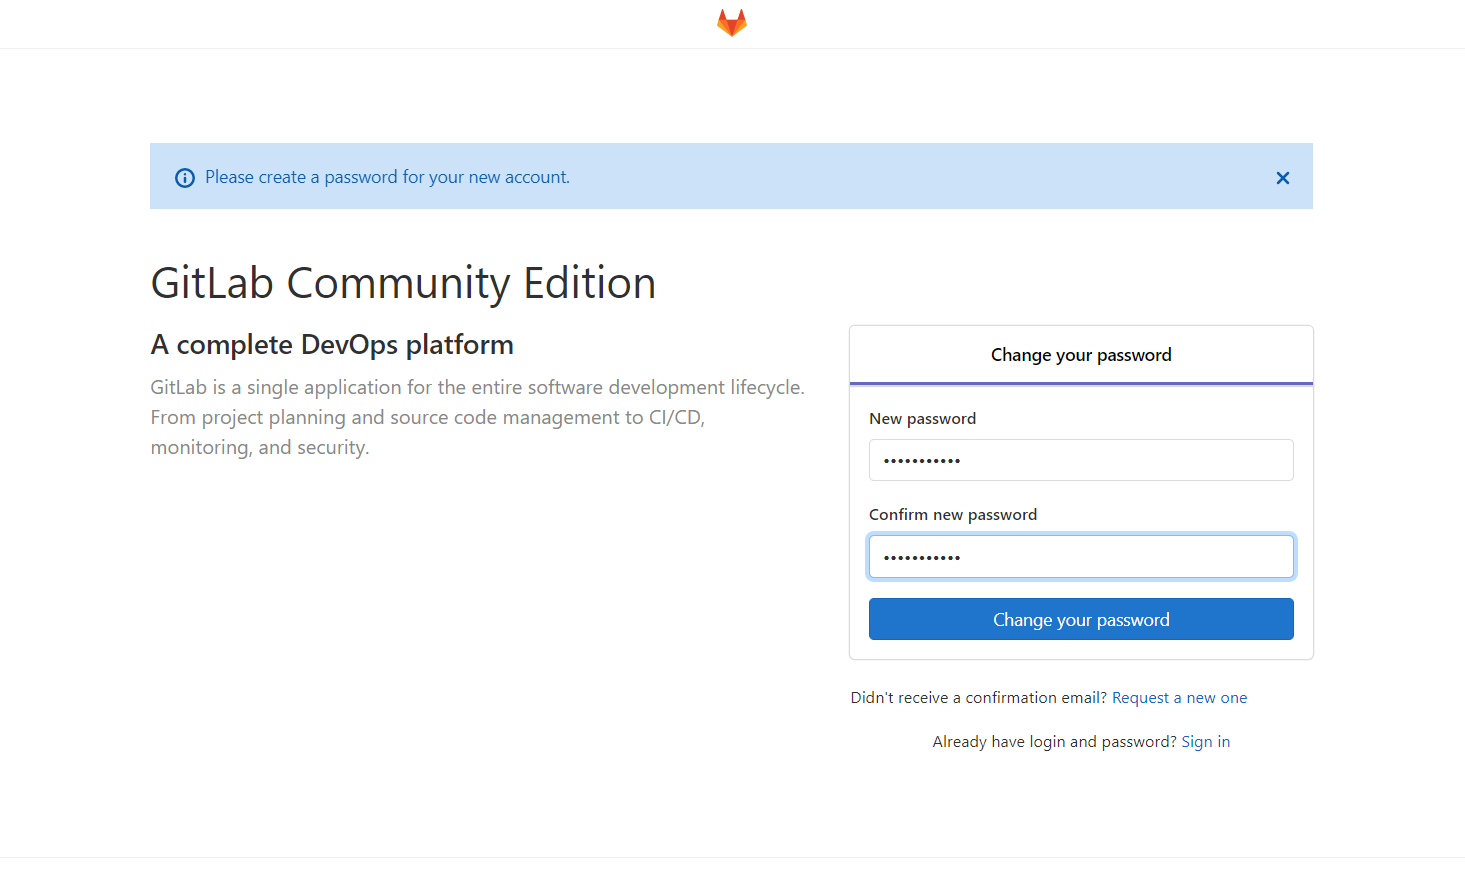 Please create a password for your new account.
GitLab Community Edition
A complete DevOps platform
GitLab is a single application for the entire software development lifecycle.
From project planning and source code management to CI/CD,
monitoring, and security.
Change your password
New password
•••••••••••
Confirm new password
•••••••••••
Change your password
Didn't receive a confirmation email? Request a new one
Already have login and password? Sign in